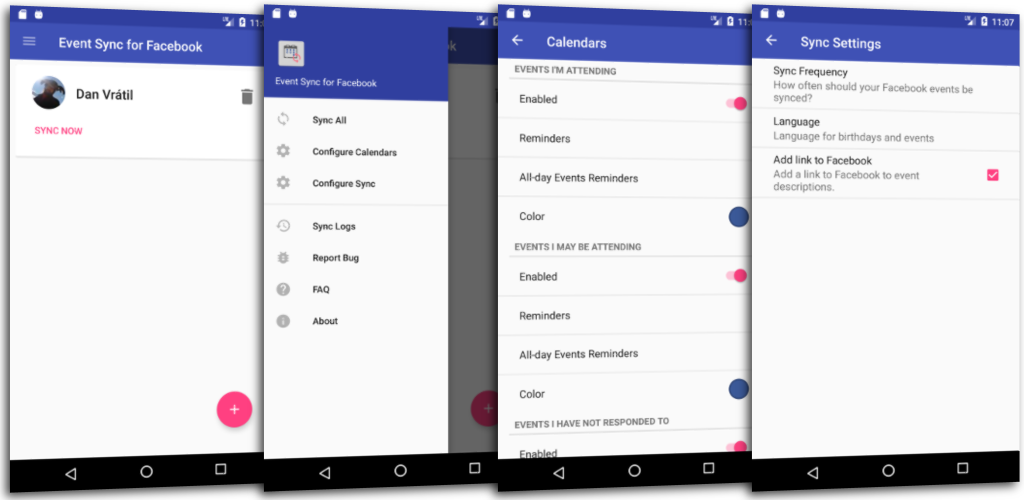 11:0
Event Sync for Facebook
Dan Vrátil
SYNC NOW
Event Sync for Facebook
Sync All
Configure Calendars
Configure Sync
Sync Logs
Report Bug
FAQ
About
11:0
Calendars
EVENTS I'M ATTENDING
Enabled
Reminders
All-day Events Reminders
Color
EVENTS I MAY BE ATTENDING
Enabled
Reminders
All-day Events Reminders
Color
EVENTS I HAVE NOT RESPONDED TO
Enabled
11:07
Sync Settings
Sync Frequency
How often should your Facebook events be
synced?
Language
Language for birthdays and events
Add link to Facebook
Add a link to Facebook to event
descriptions.